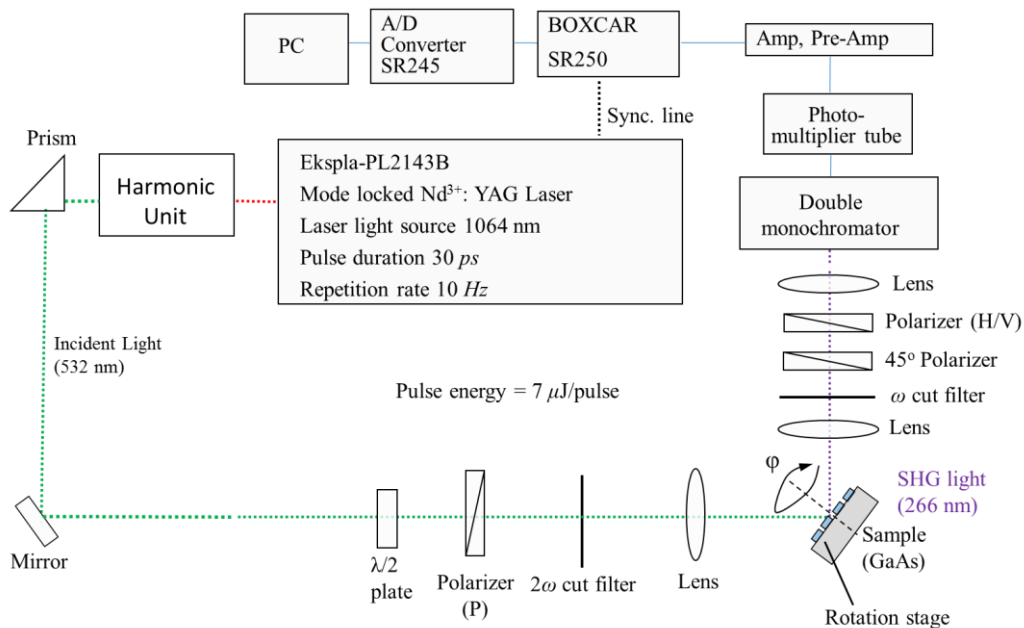 PC
A/D
Converter
SR245
BOXCAR
SR250
Amp, Pre-Amp
Sync. line
Photo-
multiplier tube
Prism
Harmonic
Unit
Ekspla-PL2143B
Mode locked Nd³⁺: YAG Laser
Laser light source 1064 nm
Pulse duration 30 ps
Repetition rate 10 Hz
Double
monochromator
Lens
Polarizer (H/V)
45° Polarizer
ω cut filter
Lens
Incident Light
(532 nm)
Pulse energy = 7 μJ/pulse
φ
SHG light
(266 nm)
Sample
(GaAs)
Mirror
λ/2
plate
Polarizer
(P)
2ω cut filter
Lens
Rotation stage